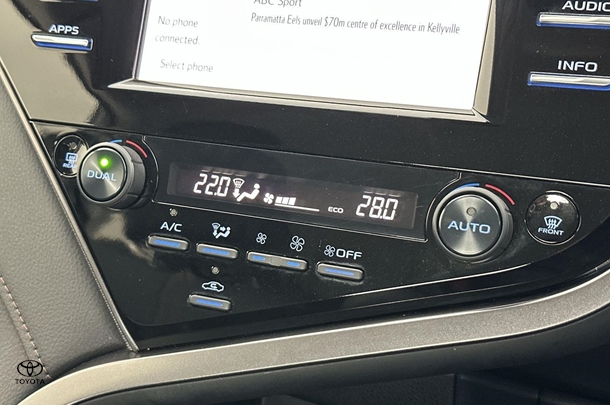 ABC Sport
No phone
connected.
Parramatta Eels unveil $70m centre of excellence in Kellyville
Select phone
APPS
AUDIO
INFO
DUAL
22.0
ECO
28.0
AUTO
FRONT
A/C
OFF
TOYOTA